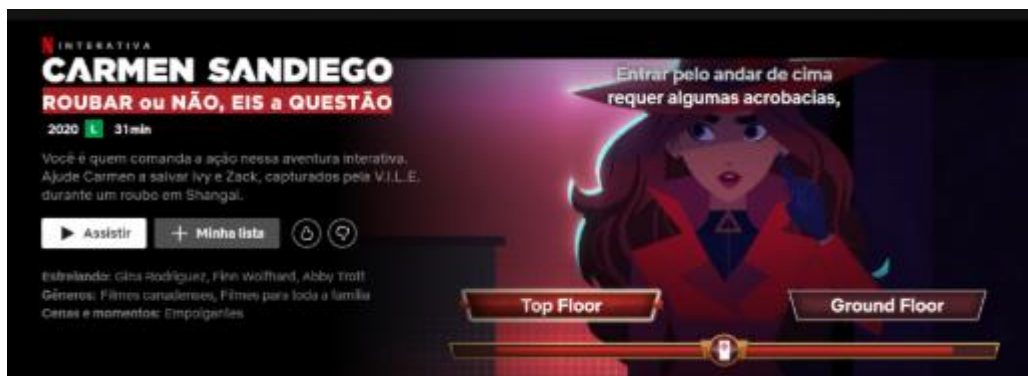 N INTERATIVA
CARMEN SANDIEGO
ROUBAR ou NÃO, EIS a QUESTÃO
2020 L 31min
Você é quem comanda a ação nessa aventura interativa.
Ajude Carmen a salvar Ivy e Zack, capturados pela V.I.L.E.
durante um roubo em Shangai.
Assistir
Minha lista
Estrelando: Gina Rodriguez, Finn Wolfhard, Abby Trott
Gêneros: Filmes canadenses, Filmes para toda a família
Cenas e momentos: Empolgantes
Entrar pelo andar de cima
requer algumas acrobacias,
Top Floor
Ground Floor